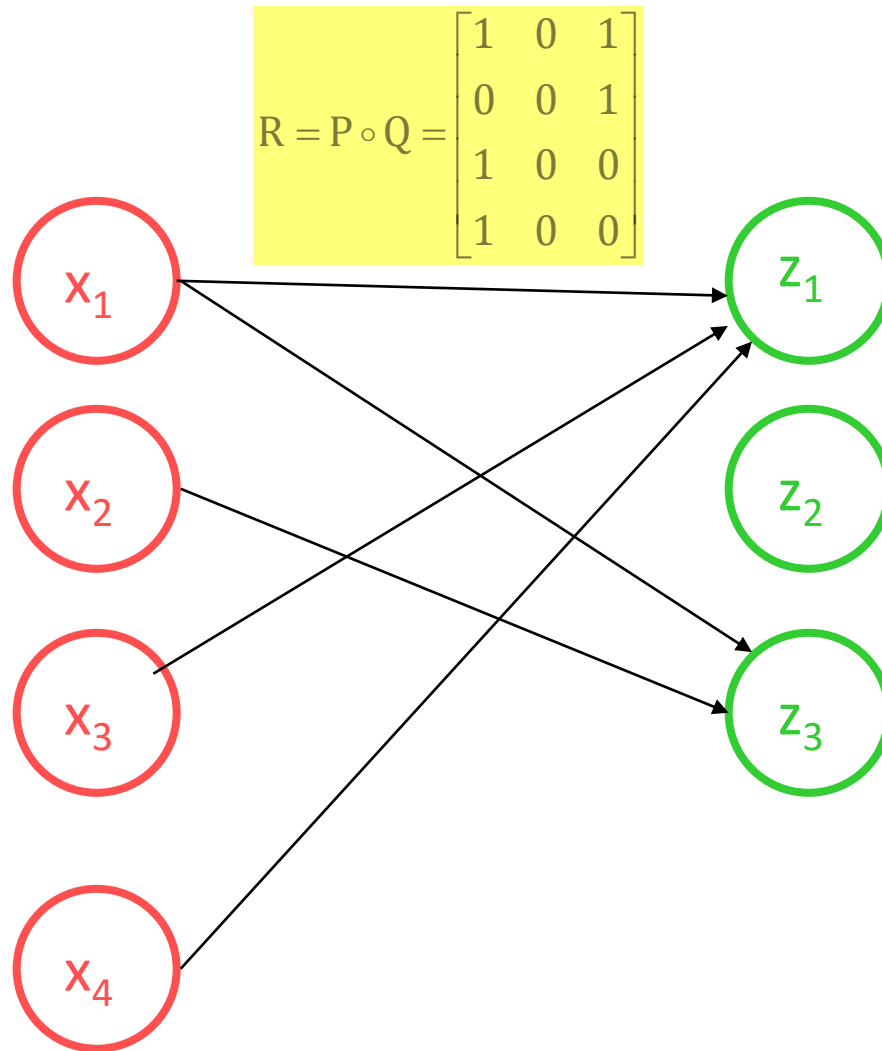 R = P ∘ Q = [1 0 1
0 0 1
1 0 0
1 0 0]
x₁ z₁
x₂ z₂
x₃ z₃
x₄